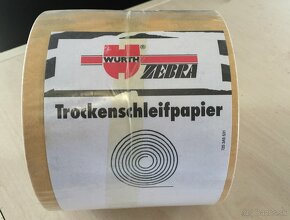 WÜRTH
®
ZEBRA
Trockenschleifpapier